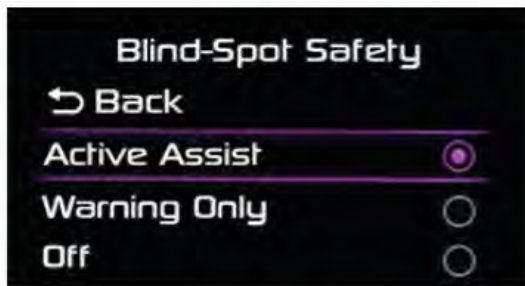 Blind-Spot Safety
Back
Active Assist
Warning Only
Off